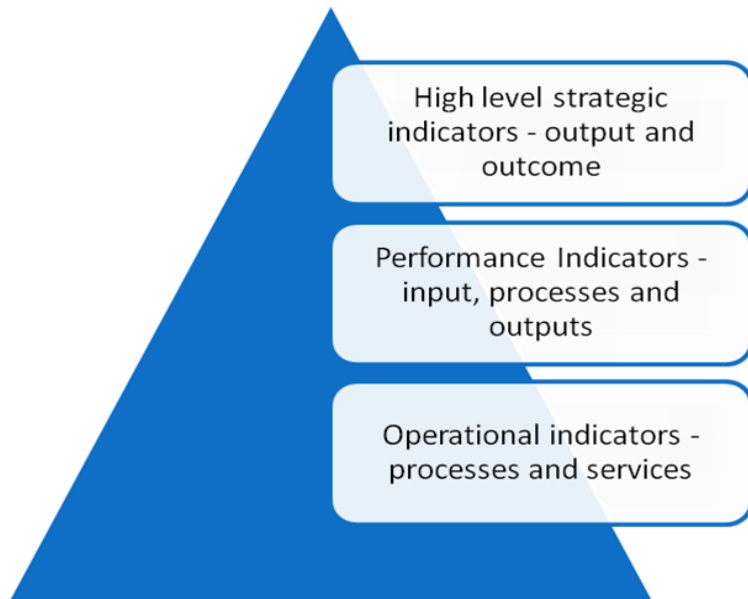 High level strategic
indicators - output and
outcome
Performance Indicators -
input, processes and
outputs
Operational indicators -
processes and services